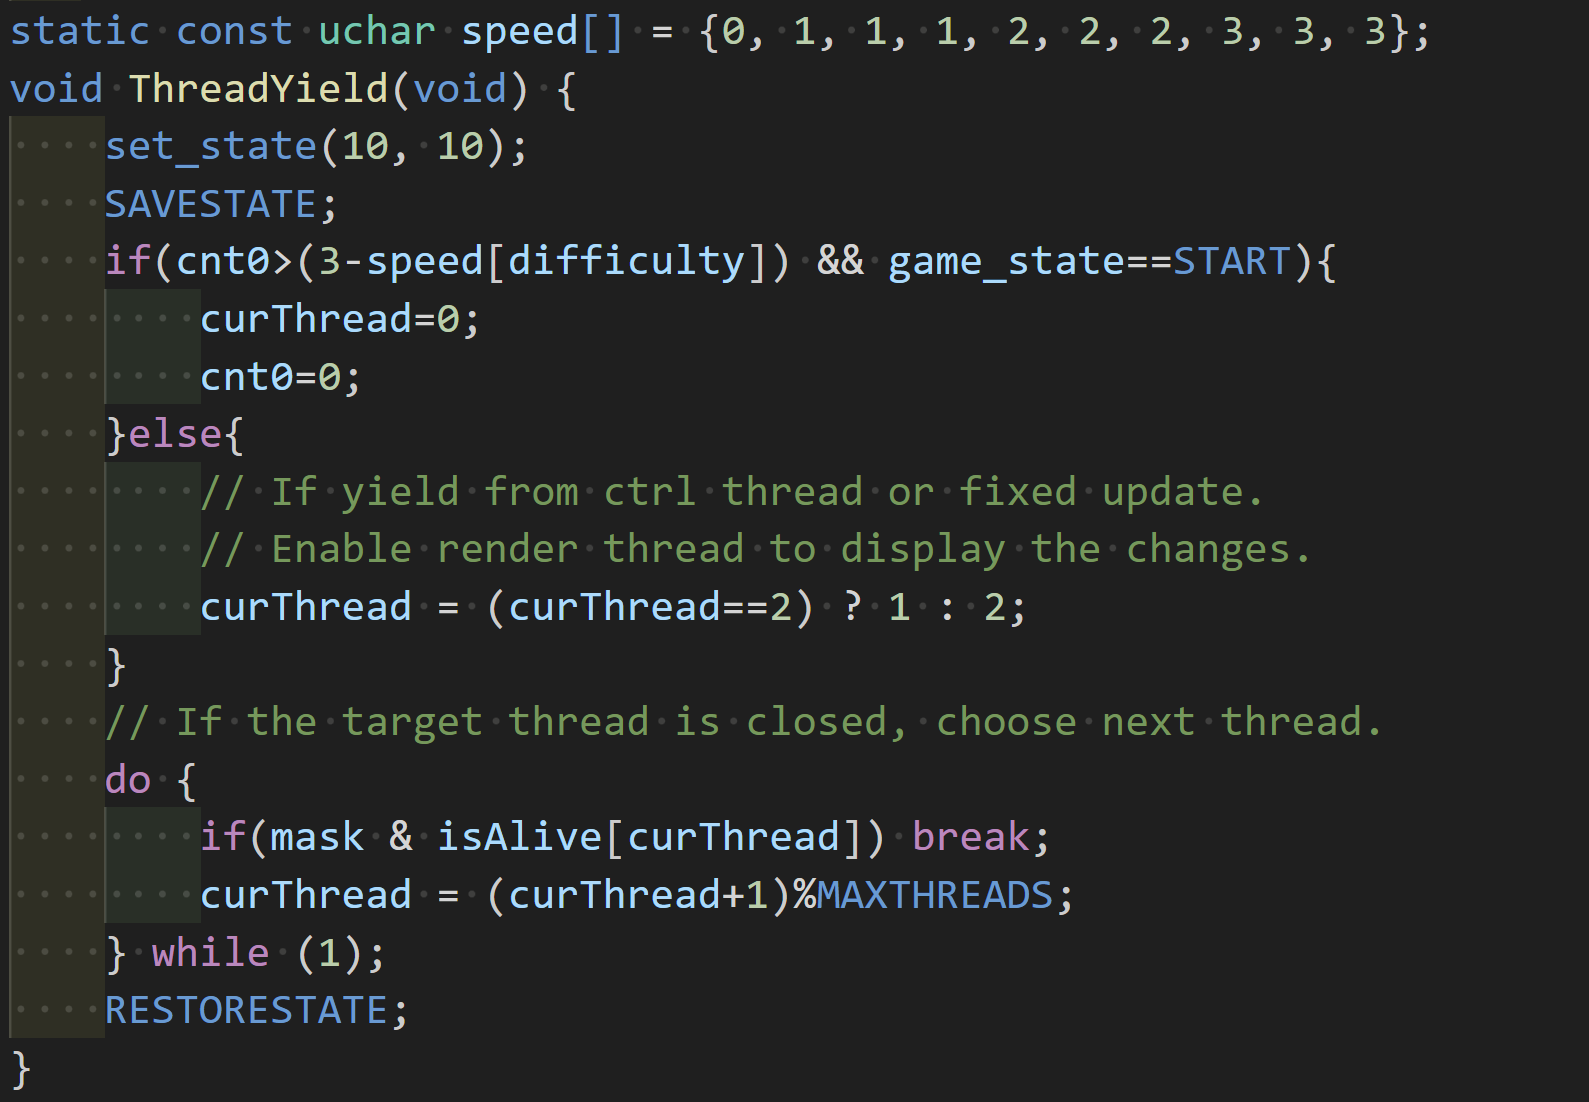 static const uchar speed[] = {0, 1, 1, 1, 2, 2, 2, 3, 3, 3};
void ThreadYield(void) {
    set_state(10, 10);
    SAVESTATE;
    if(cnt0>(3-speed[difficulty]) && game_state==START){
        curThread=0;
        cnt0=0;
    }else{
        // If yield from ctrl thread or fixed update.
        // Enable render thread to display the changes.
        curThread = (curThread==2) ? 1 : 2;
    }
    // If the target thread is closed, choose next thread.
    do {
        if(mask & isAlive[curThread]) break;
        curThread = (curThread+1)%MAXTHREADS;
    } while (1);
    RESTORESTATE;
}